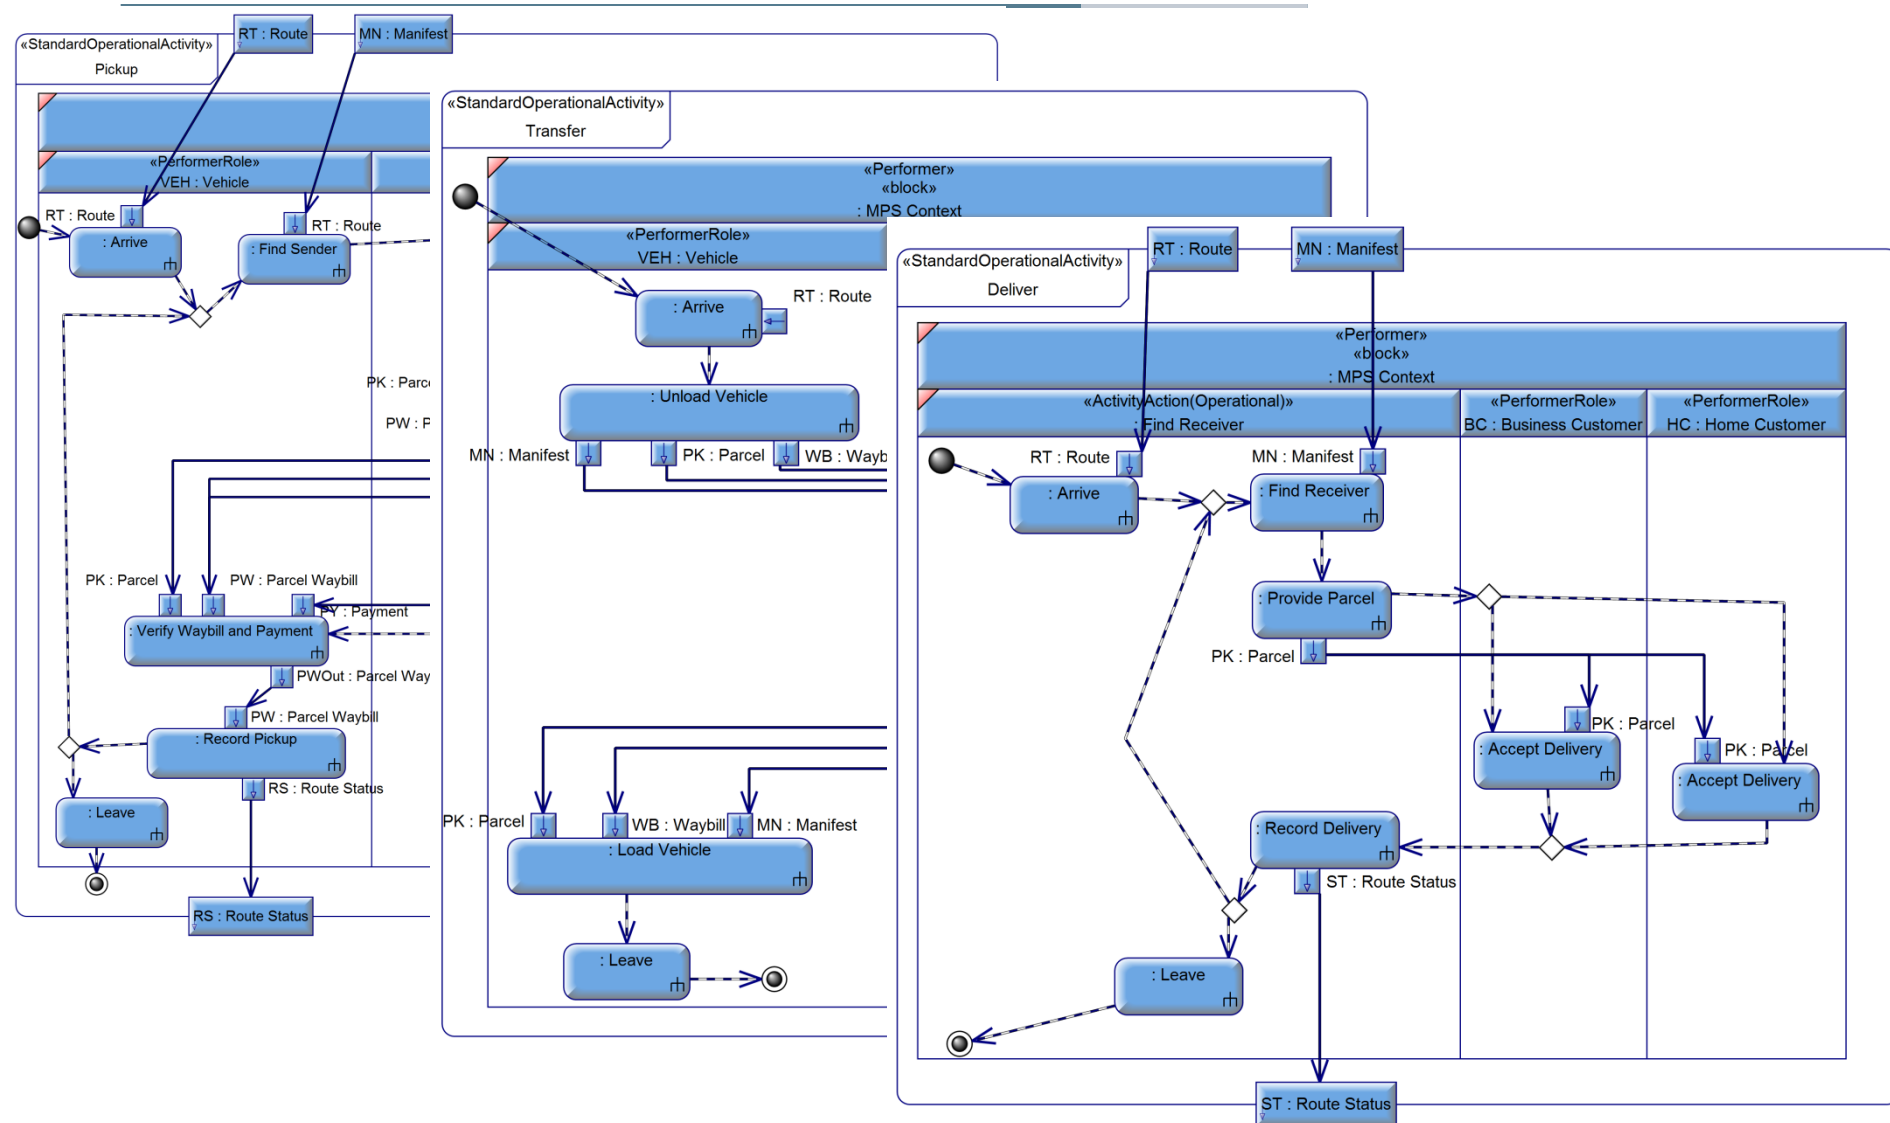 «StandardOperationalActivity»
Pickup
RT : Route
MN : Manifest
«PerformerRole»
VEH : Vehicle
RT : Route
: Arrive
RT : Route
: Find Sender
PK : Parc
PW : P
PK : Parcel
PW : Parcel Waybill
PY : Payment
: Verify Waybill and Payment
PWOut : Parcel Way
PW : Parcel Waybill
: Record Pickup
RS : Route Status
: Leave
RS : Route Status
«StandardOperationalActivity»
Transfer
«Performer»
«block»
: MPS Context
«PerformerRole»
VEH : Vehicle
: Arrive
RT : Route
: Unload Vehicle
MN : Manifest
PK : Parcel
WB : Wayb
PK : Parcel
WB : Waybill
MN : Manifest
: Load Vehicle
: Leave
«StandardOperationalActivity»
Deliver
RT : Route
MN : Manifest
«Performer»
«block»
: MPS Context
«ActivityAction(Operational)»
: Find Receiver
«PerformerRole»
BC : Business Customer
«PerformerRole»
HC : Home Customer
RT : Route
MN : Manifest
: Arrive
: Find Receiver
: Provide Parcel
PK : Parcel
PK : Parcel
: Accept Delivery
PK : Parcel
: Accept Delivery
: Record Delivery
ST : Route Status
: Leave
ST : Route Status